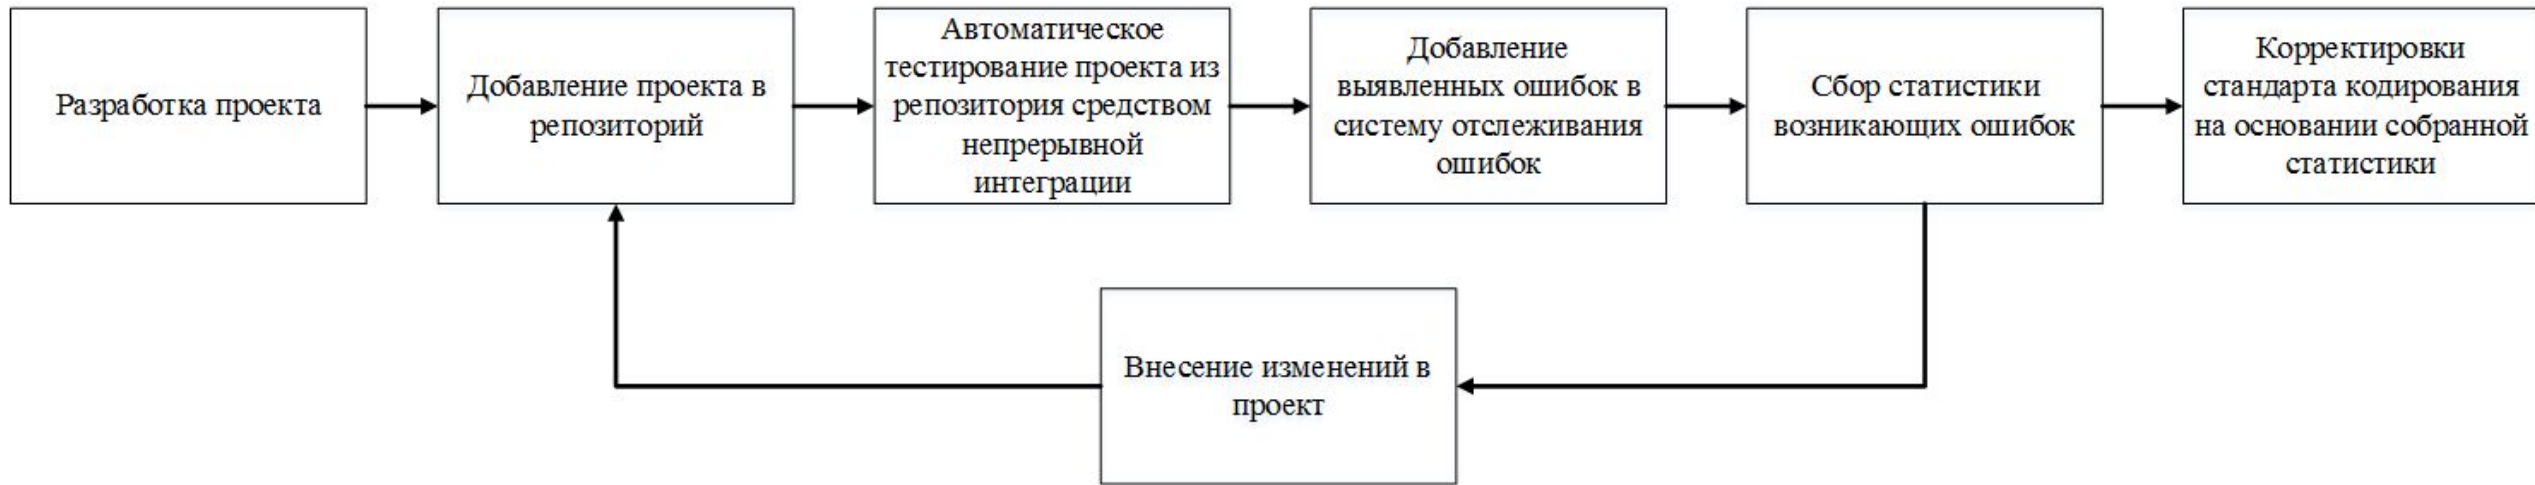 Разработка проекта
Добавление проекта в
репозиторий
Автоматическое
тестирование проекта из
репозитория средством
непрерывной
интеграции
Добавление
выявленных ошибок в
систему отслеживания
ошибок
Сбор статистики
возникающих ошибок
Корректировки
стандарта кодирования
на основании собранной
статистики
Внесение изменений в
проект